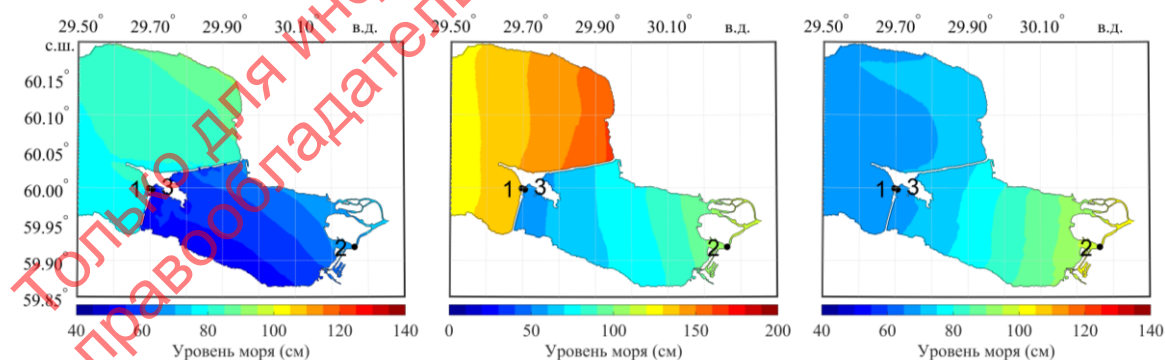 29.50° 29.70° 29.90° 30.10° в.д. 29.50° 29.70° 29.90° 30.10° в.д. 29.50° 29.70° 29.90° 30.10° в.д.
с.ш.
60.15°
60.10°
60.05°
60.00° 1 3 1 3 1 3
59.95°
2 2 2
59.90°
59.85°
40 60 80 100 120 140 0 50 100 150 200 40 60 80 100 120 140
Уровень моря (см) Уровень моря (см) Уровень моря (см)
Только для
правообладател